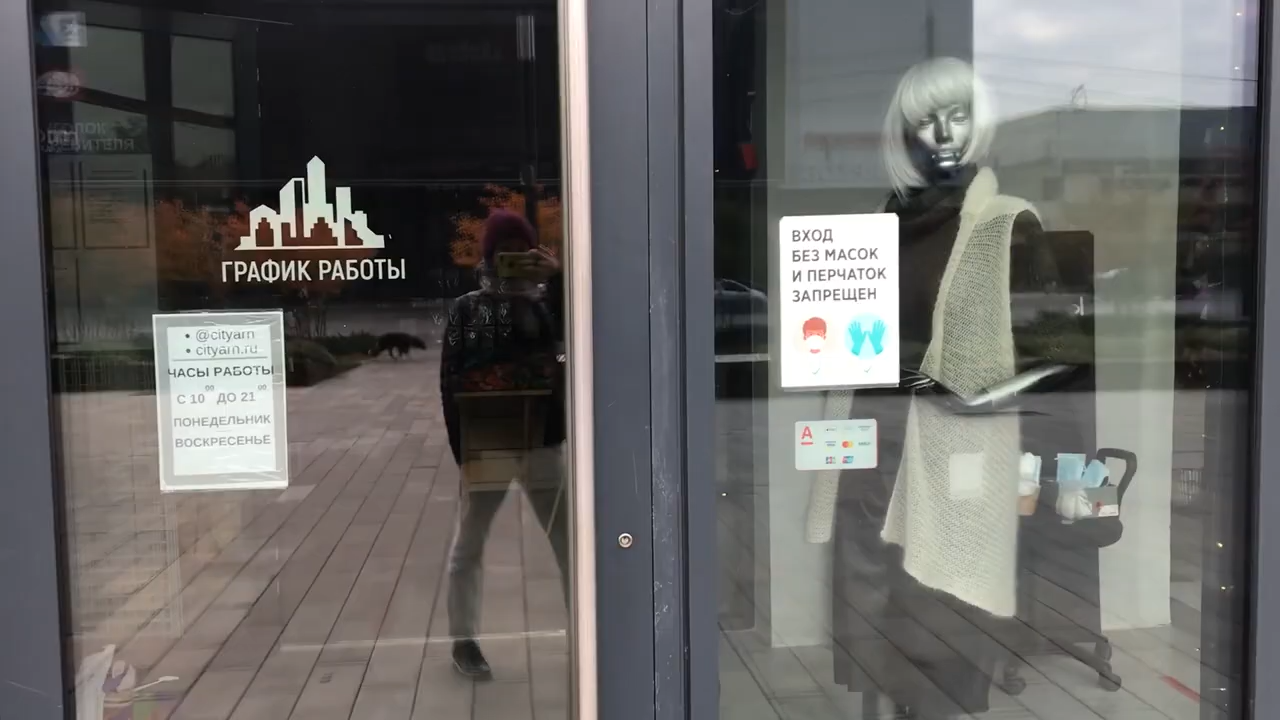 ГРАФИК РАБОТЫ
• @cityarn
• cityarn.ru
ЧАСЫ РАБОТЫ
С 10 00 ДО 21 00
ПОНЕДЕЛЬНИК
ВОСКРЕСЕНЬЕ
ВХОД
БЕЗ МАСОК
И ПЕРЧАТОК
ЗАПРЕЩЕН
А